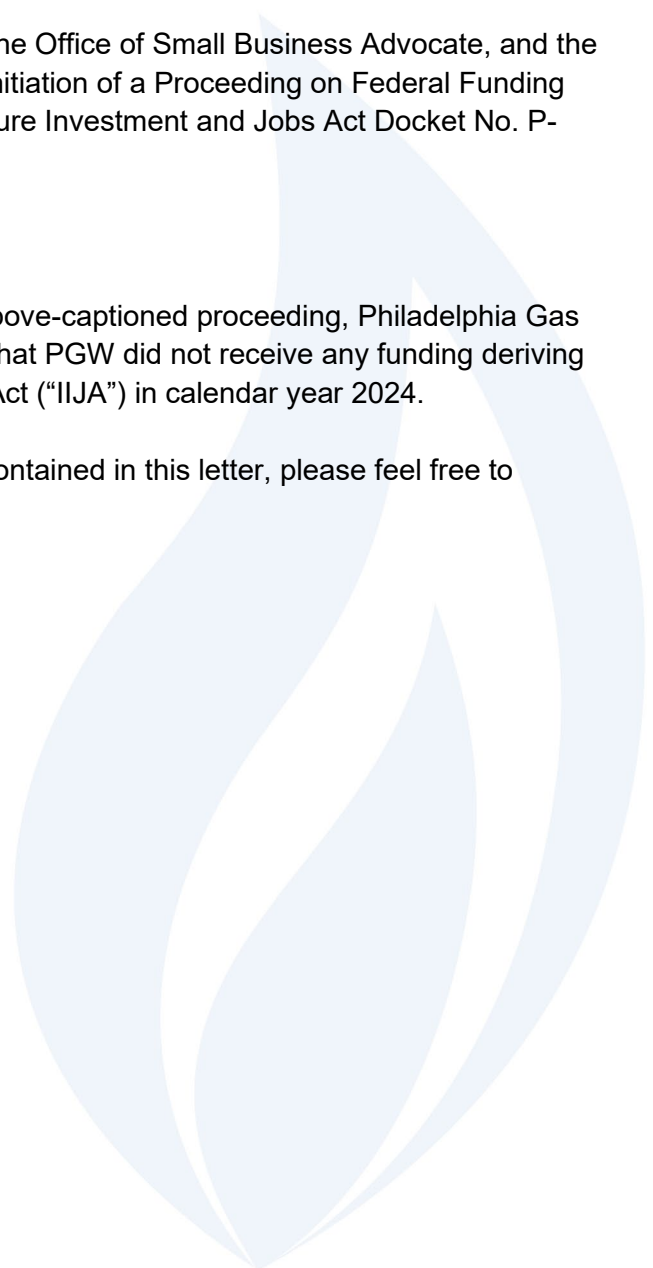 he Office of Small Business Advocate, and the
nitiation of a Proceeding on Federal Funding
ure Investment and Jobs Act Docket No. P-
bove-captioned proceeding, Philadelphia Gas
hat PGW did not receive any funding deriving
Act (“IIJA”) in calendar year 2024.
ontained in this letter, please feel free to